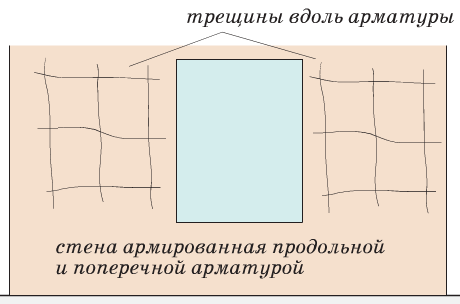 трещины вдоль арматуры
стена армированная продольной
и поперечной арматурой